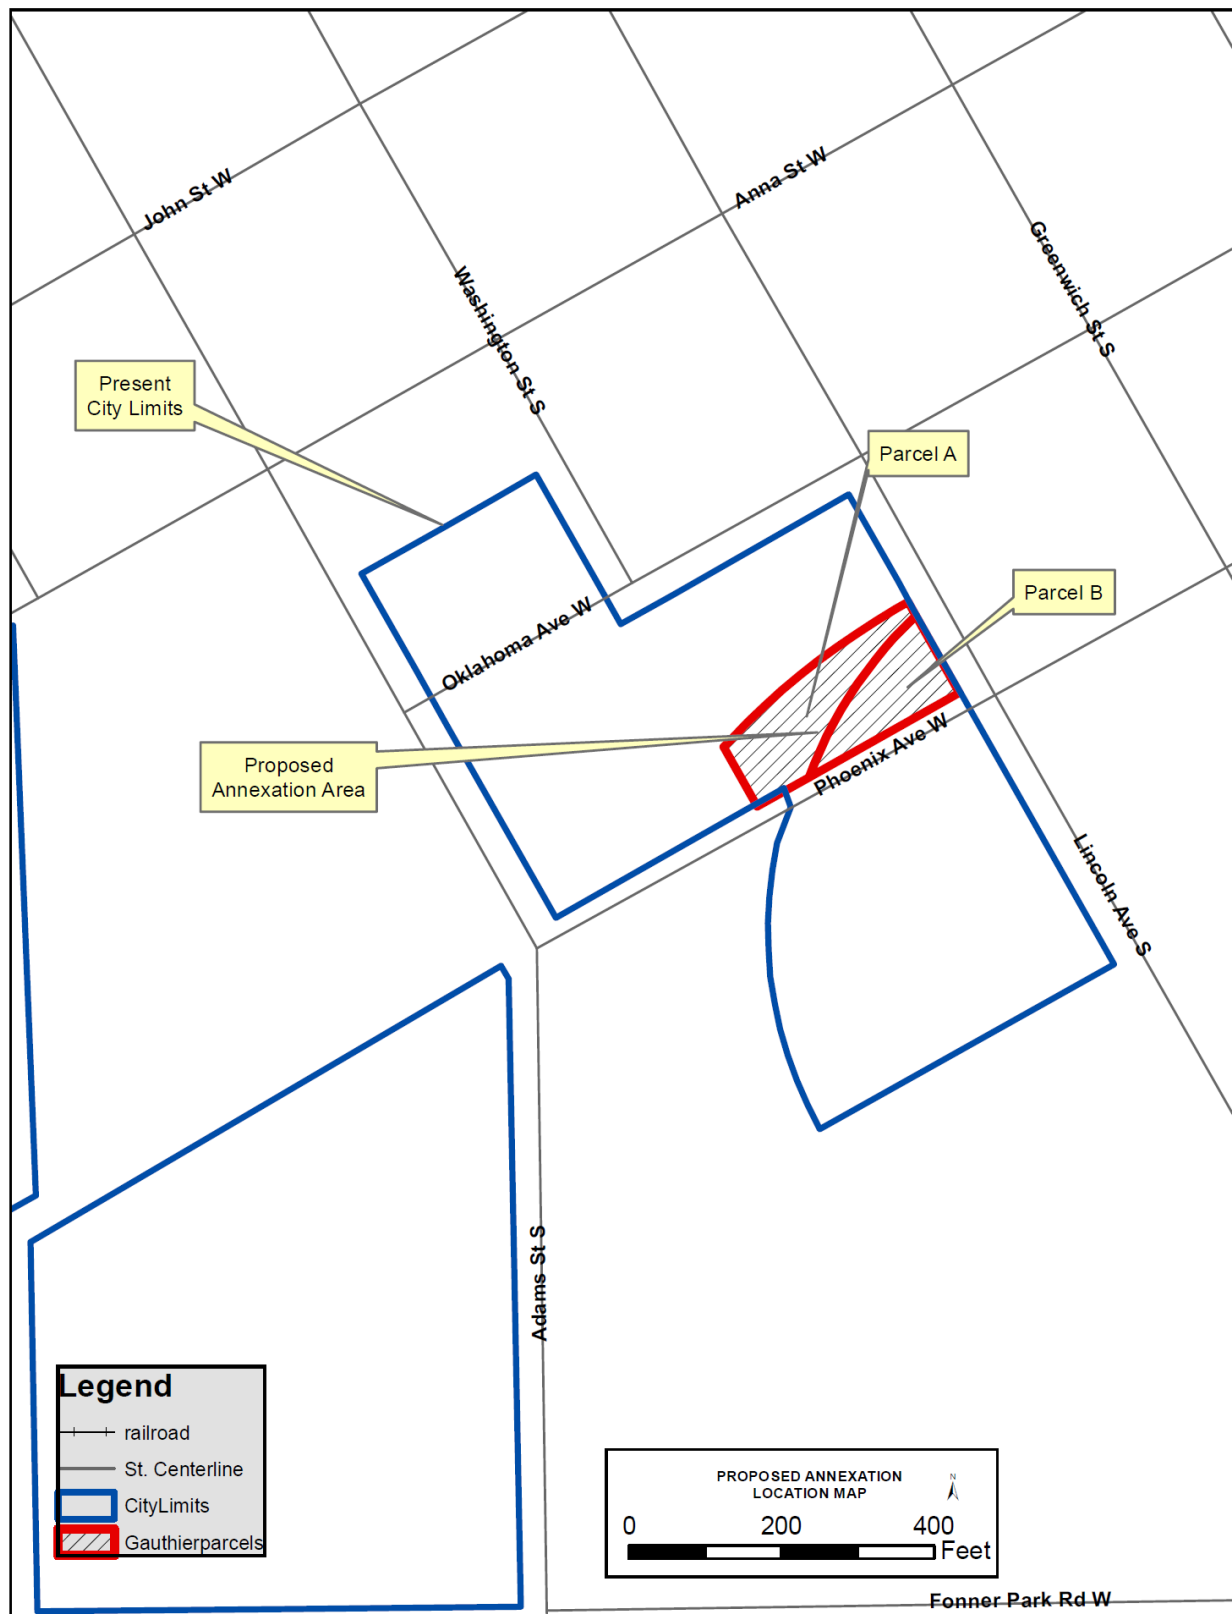 John St W
Anna St W
Washington St S
Greenwich St S
Present
City Limits
Parcel A
Parcel B
Oklahoma Ave W
Proposed
Annexation Area
Phoenix Ave W
Lincoln Ave S
Adams St S
Legend
railroad
St. Centerline
CityLimits
Gauthierparcels
PROPOSED ANNEXATION
LOCATION MAP
N
0 200 400
Feet
Fonner Park Rd W